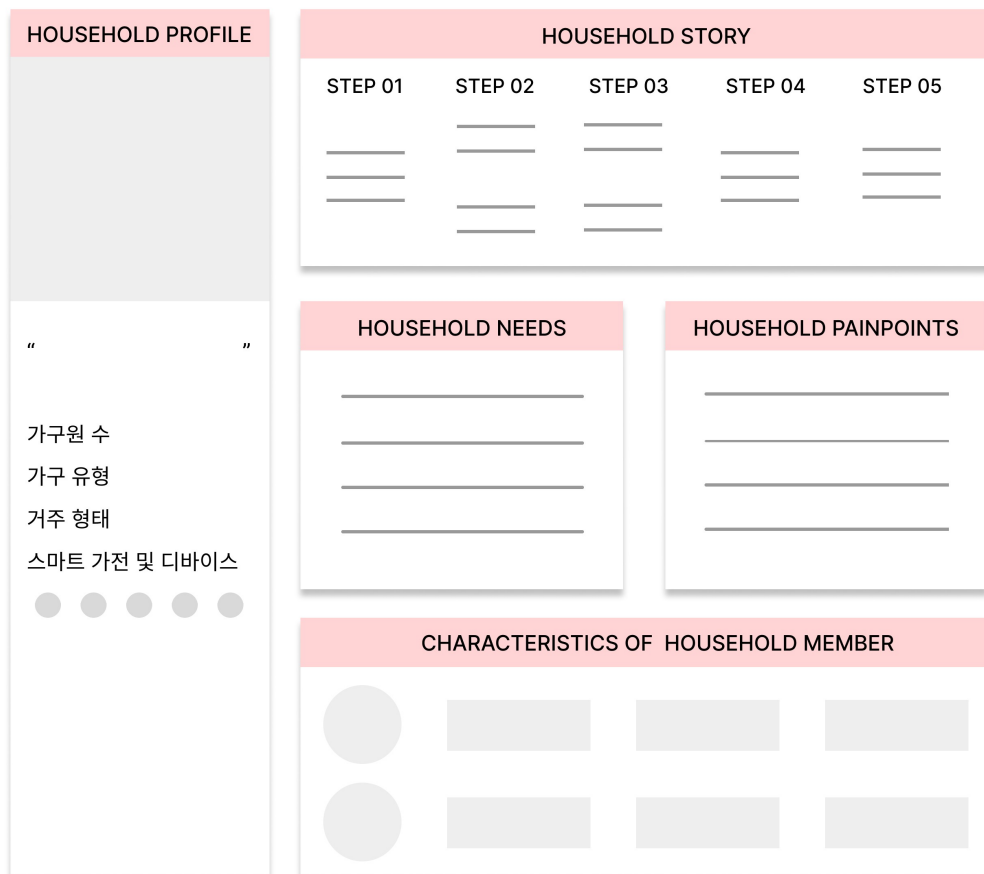 HOUSEHOLD PROFILE
“ ”
가구원 수
가구 유형
거주 형태
스마트 가전 및 디바이스
HOUSEHOLD STORY
STEP 01 STEP 02 STEP 03 STEP 04 STEP 05
HOUSEHOLD NEEDS
HOUSEHOLD PAINPOINTS
CHARACTERISTICS OF HOUSEHOLD MEMBER